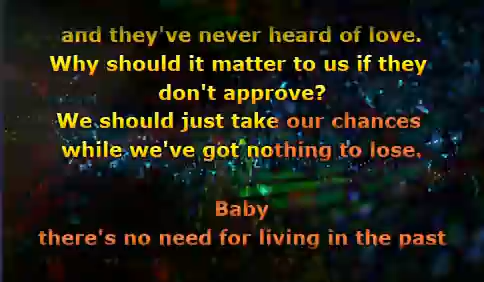 and they've never heard of love.
Why should it matter to us if they
don't approve?
We should just take our chances
while we've got nothing to lose.
Baby
there's no need for living in the past